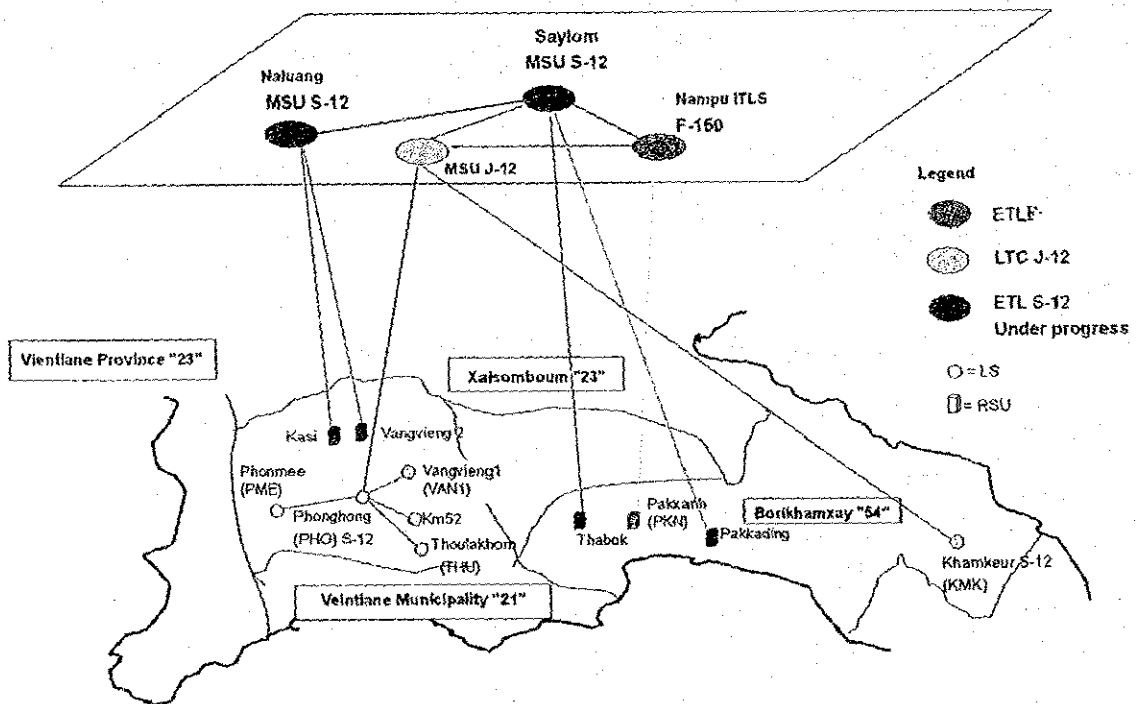 Saylom
MSU S-12
Naluang
MSU S-12
Nampu ITLS
F-150
MSU J-12
Legend
ETLF
LTC J-12
ETL S-12
Under progress
= LS
= RSU
Vientiane Province "23"
Xaisomboum "23"
Kasi
Vangvieng 2
Phonmee
(PME)
Vangvieng1
(VAN1)
Phonghong
(PHO) S-12
Km52
Thoulakhom
(THU)
Thabok
Pakxanh
(PKN)
Pakkading
Borikhamxay "54"
Khamkeur S-12
(KMK)
Veintiane Municipality "21"